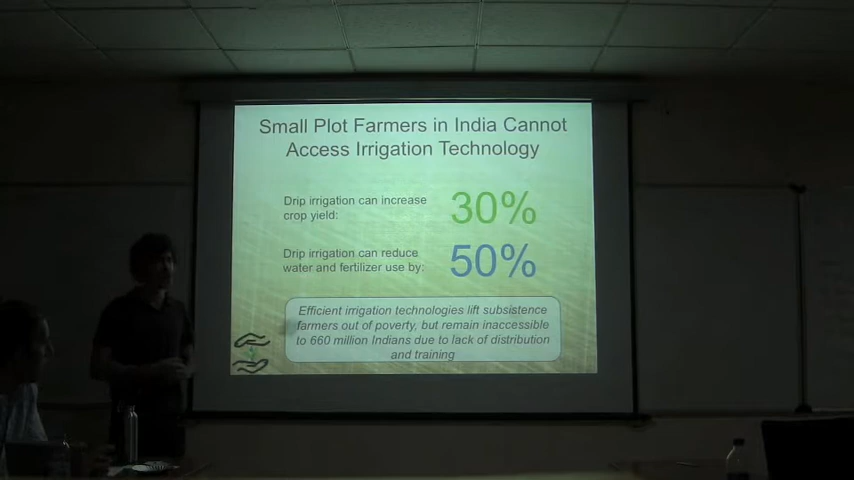 Small Plot Farmers in India Cannot
Access Irrigation Technology
Drip irrigation can increase
crop yield:
30%
Drip irrigation can reduce
water and fertilizer use by:
50%
Efficient irrigation technologies lift subsistence
farmers out of poverty, but remain inaccessible
to 660 million Indians due to lack of distribution
and training